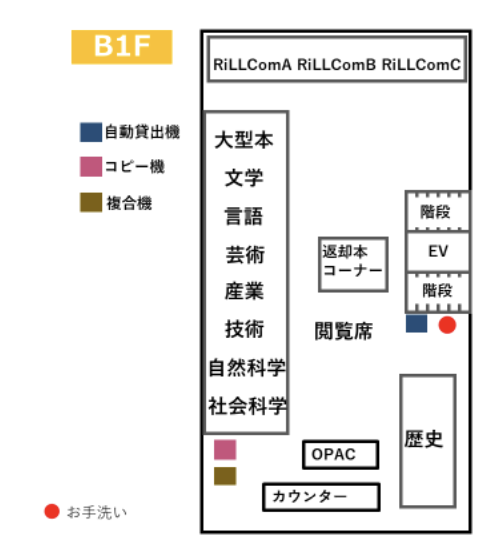 B1F
RiLLComA RiLLComB RiLLComC
自動貸出機
コピー機
複合機
大型本
文学
言語
芸術
産業
技術
自然科学
社会科学
階段
EV
階段
返却本
コーナー
閲覧席
歴史
OPAC
カウンター
お手洗い